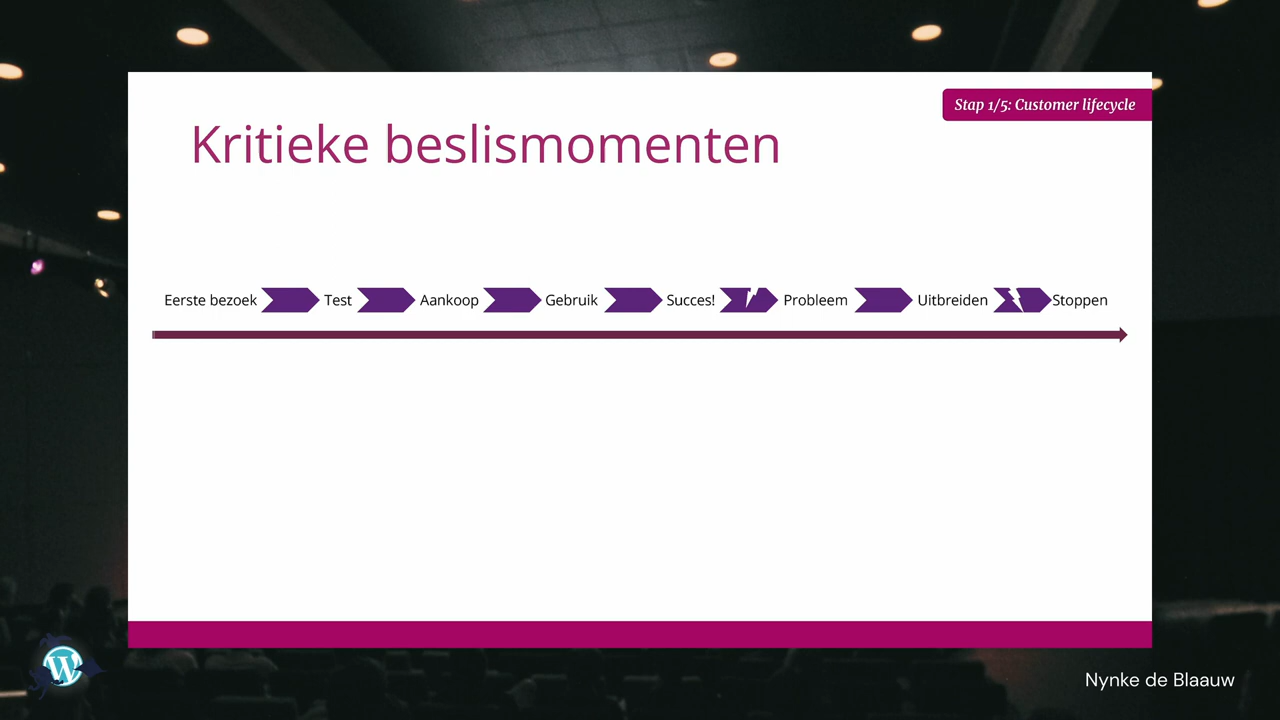 Stap 1/5: Customer lifecycle
Kritieke beslismomenten
Eerste bezoek Test Aankoop Gebruik Succes! Probleem Uitbreiden Stoppen
Nynke de Blaauw